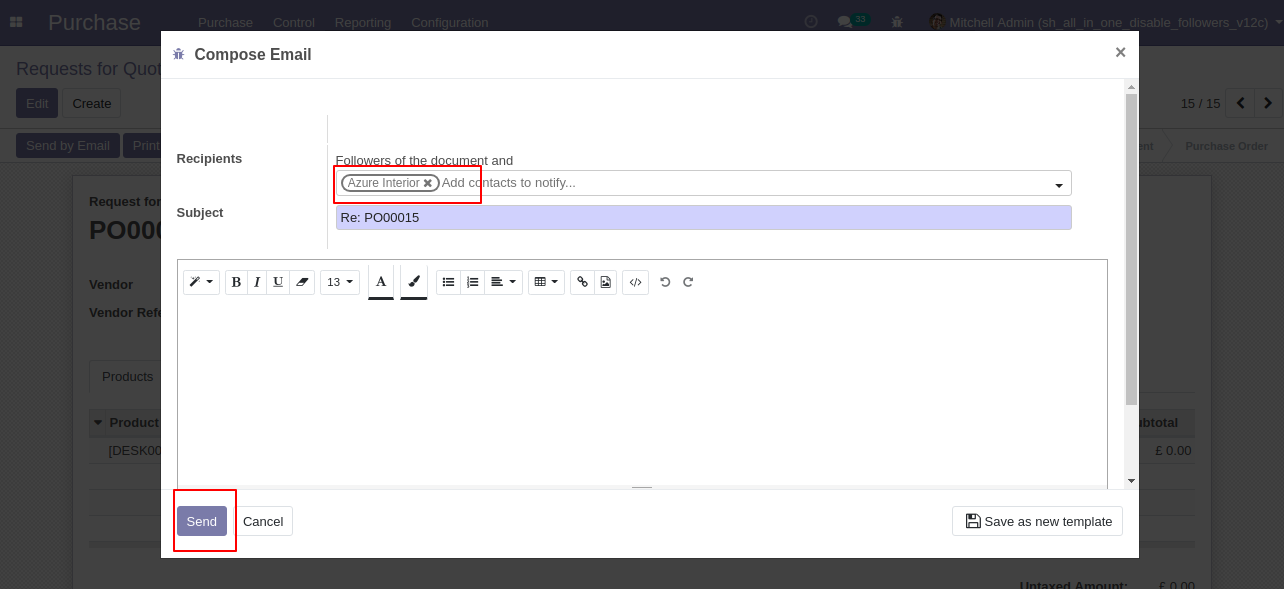 Purchase Purchase Control Reporting Configuration 33 Mitchell Admin (sh_all_in_one_disable_followers_v12c)
Compose Email ×
Requests for Quot
Edit Create 15 / 15
Send by Email Print Purchase Order
Recipients
Followers of the document and
Azure Interior Add contacts to notify...
Subject
Re: PO00015
Request for
PO000
Vendor
Vendor Refe
B I U 13 A </>
Products
Product
[DESK00 £ 0.00
Send Cancel Save as new template
Untaxed Amount: £ 0.00